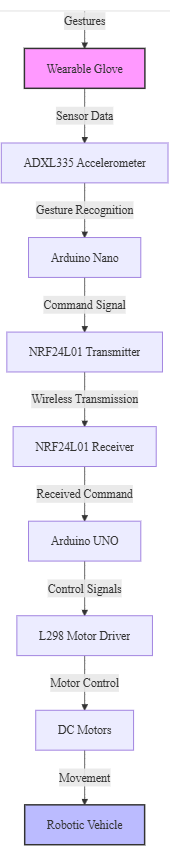 Gestures
Wearable Glove
Sensor Data
ADXL335 Accelerometer
Gesture Recognition
Arduino Nano
Command Signal
NRF24L01 Transmitter
Wireless Transmission
NRF24L01 Receiver
Received Command
Arduino UNO
Control Signals
L298 Motor Driver
Motor Control
DC Motors
Movement
Robotic Vehicle